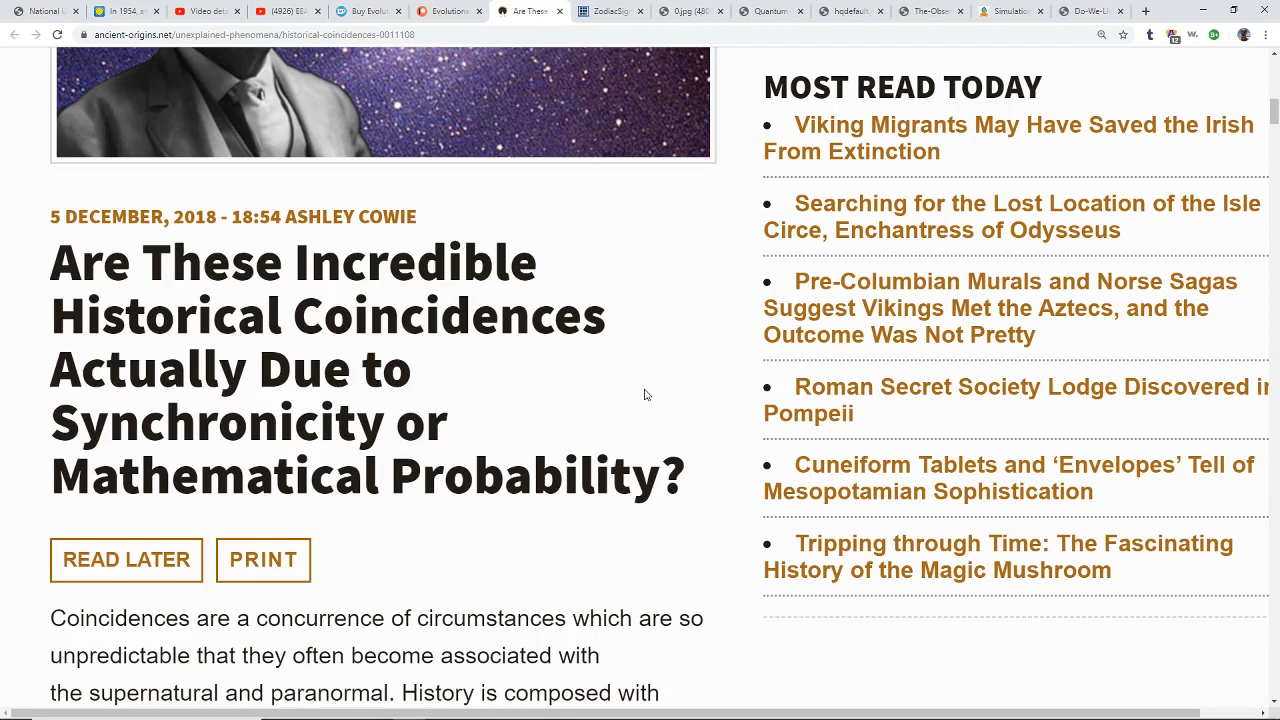 National U
In 1954, a
Video detu
(4926) EEA
Buy Evolut
Evolutiona
Are These
ZodiacSig
0.jpg (480
Quantum-
hqdefault.
The-Obse
Simulation
Do-We-Li
ancient-origins.net/unexplained-phenomena/historical-coincidences-0011108
5 DECEMBER, 2018 - 18:54 ASHLEY COWIE
Are These Incredible
Historical Coincidences
Actually Due to
Synchronicity or
Mathematical Probability?
READ LATER
PRINT
Coincidences are a concurrence of circumstances which are so
unpredictable that they often become associated with
the supernatural and paranormal. History is composed with
MOST READ TODAY
Viking Migrants May Have Saved the Irish
From Extinction
Searching for the Lost Location of the Isle
Circe, Enchantress of Odysseus
Pre-Columbian Murals and Norse Sagas
Suggest Vikings Met the Aztecs, and the
Outcome Was Not Pretty
Roman Secret Society Lodge Discovered in
Pompeii
Cuneiform Tablets and ‘Envelopes’ Tell of
Mesopotamian Sophistication
Tripping through Time: The Fascinating
History of the Magic Mushroom